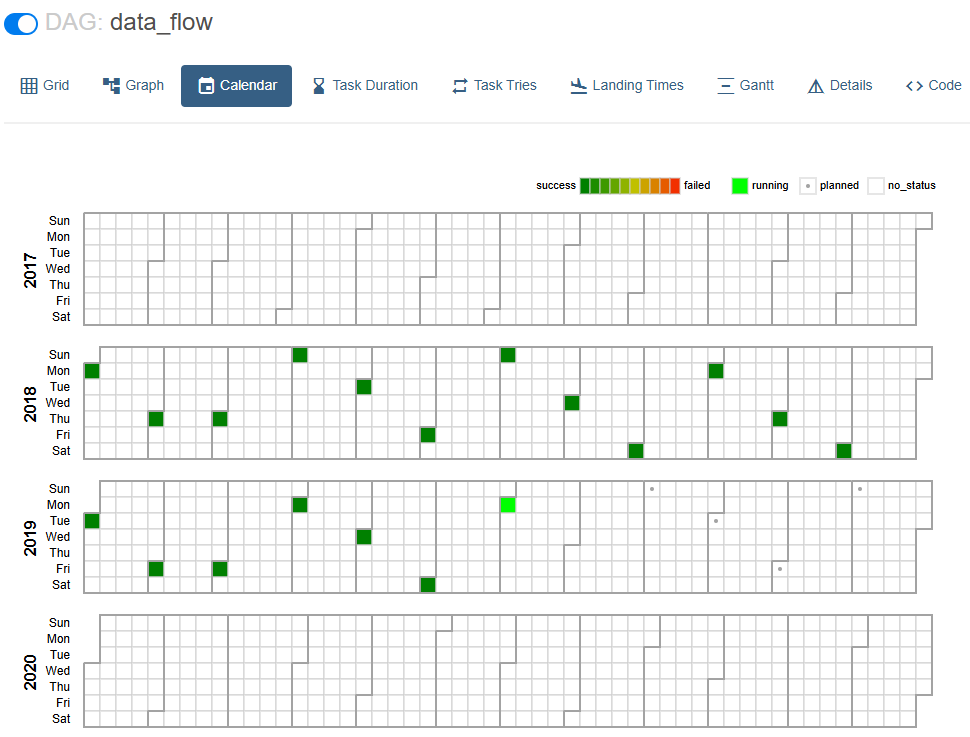 DAG: data_flow
Grid Graph Calendar Task Duration Task Tries Landing Times Gantt Details <> Code
success failed running planned no_status
2017
Sun
Mon
Tue
Wed
Thu
Fri
Sat
2018
Sun
Mon
Tue
Wed
Thu
Fri
Sat
2019
Sun
Mon
Tue
Wed
Thu
Fri
Sat
2020
Sun
Mon
Tue
Wed
Thu
Fri
Sat